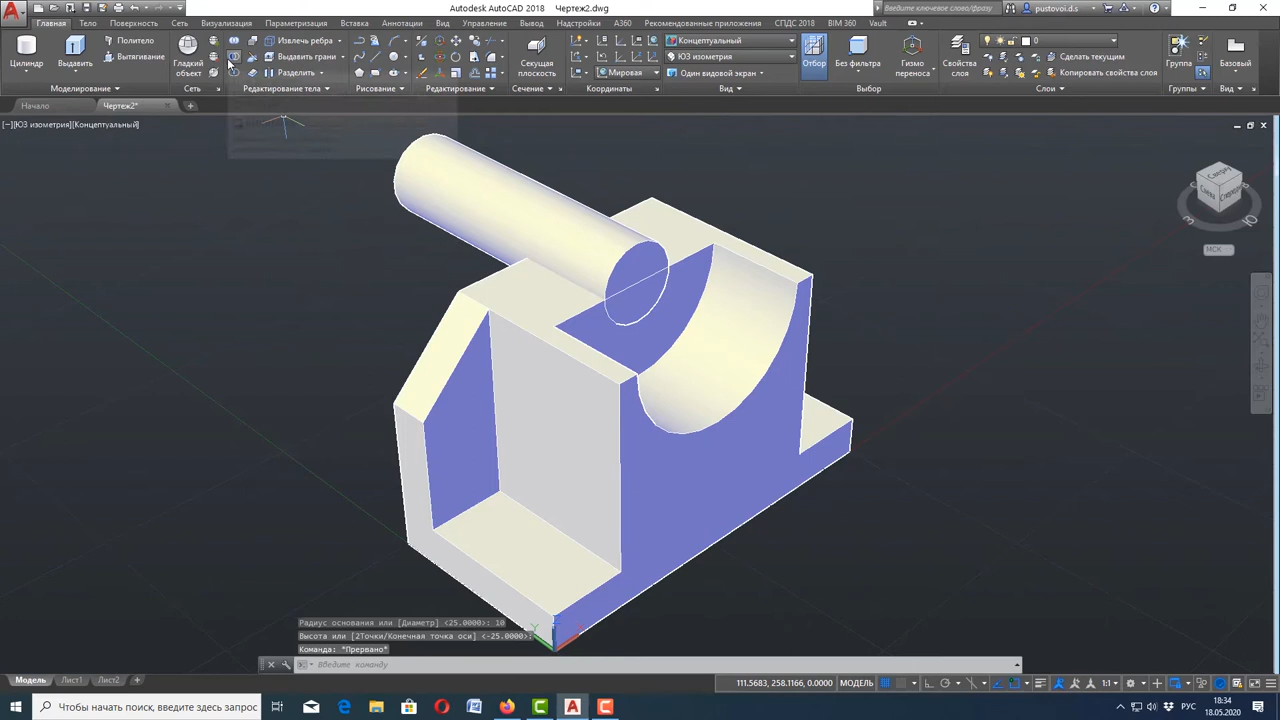 Autodesk AutoCAD 2018 - Чертеж2.dwg
Введите ключевое слово/фразу
pustovoi.d.s
Главная Тело Поверхность Сеть Визуализация Параметризация Вставка Аннотации Вид Управление Вывод Надстройки A360 Рекомендованные приложения СПДС 2018 BIM 360 Vault
Цилиндр
Выдавить
Политело
Вытягивание
Гладкий объект
Извлечь ребра
Выдавить грани
Разделить
Секущая плоскость
Мировая
Концептуальный
ЮЗ изометрия
Один видовой экран
Отбор
Без фильтра
Гизмо переноса
Свойства слоя
0
Сделать текущим
Копировать свойства слоя
Группа
Базовый
Моделирование Сеть Редактирование тела Рисование Редактирование Сечение Координаты Вид Выбор Слои Группы Вид
Начало Чертеж2*
[−][ЮЗ изометрия][Концептуальный]
МСК
Радиус основания или [Диаметр] <25.0000>: 10
Высота или [2Точки/Конечная точка оси] <-25.0000>:
Команда: *Прервано*
Введите команду
Модель Лист1 Лист2
111.5683, 258.1166, 0.0000 МОДЕЛЬ
1:1
Чтобы начать поиск, введите запрос
РУС
18:34
18.05.2020